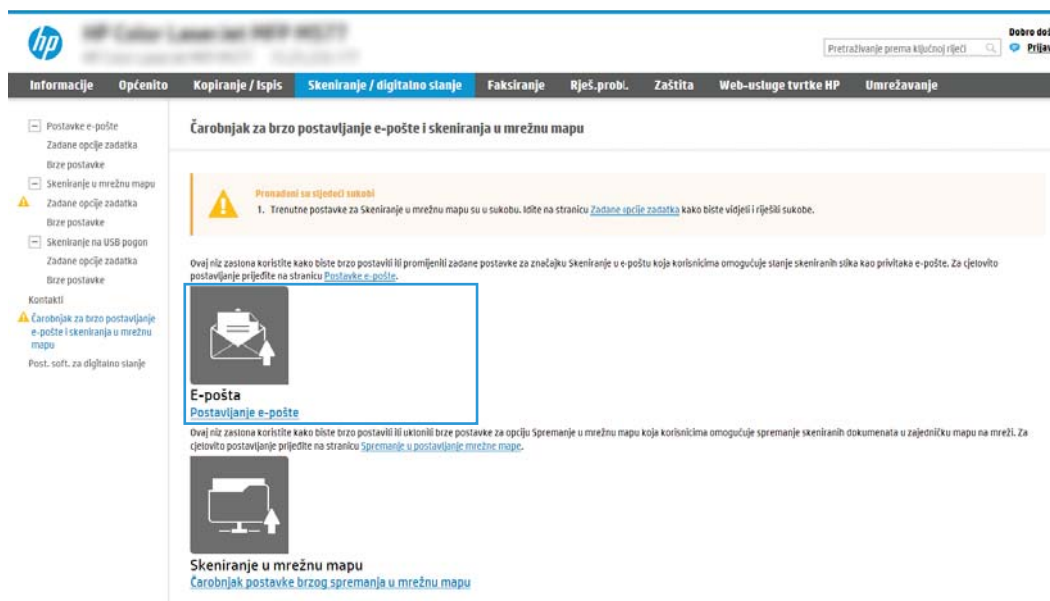 hp
Dobro doš
Pretraživanje prema ključnoj riječi
Prijav
Informacije Općenito Kopiranje / Ispis Skeniranje / digitalno slanje Faksiranje Rješ.probl. Zaštita Web-usluge tvrtke HP Umrežavanje
Postavke e-pošte
Zadane opcije zadatka
Brze postavke
Skeniranje u mrežnu mapu
Zadane opcije zadatka
Brze postavke
Skeniranje na USB pogon
Zadane opcije zadatka
Brze postavke
Kontakti
Čarobnjak za brzo postavljanje
e-pošte i skeniranja u mrežnu
mapu
Post. soft. za digitalno slanje
Čarobnjak za brzo postavljanje e-pošte i skeniranja u mrežnu mapu
Pronađeni su sljedeći sukobi
1. Trenutne postavke za Skeniranje u mrežnu mapu su u sukobu. Idite na stranicu Zadane opcije zadatka kako biste vidjeli i riješili sukobe.
Ovaj niz zaslona koristite kako biste brzo postavili ili promijenili zadane postavke za značajku Skeniranje u e-poštu koja korisnicima omogućuje slanje skeniranih slika kao privitaka e-pošte. Za cjelovito
postavljanje prijeđite na stranicu Postavke e-pošte.
E-pošta
Postavljanje e-pošte
Ovaj niz zaslona koristite kako biste brzo postavili ili uklonili brze postavke za opciju Spremanje u mrežnu mapu koja korisnicima omogućuje spremanje skeniranih dokumenata u zajedničku mapu na mreži. Za
cjelovito postavljanje prijeđite na stranicu Spremanje u postavljanje mrežne mape.
Skeniranje u mrežnu mapu
Čarobnjak postavke brzog spremanja u mrežnu mapu